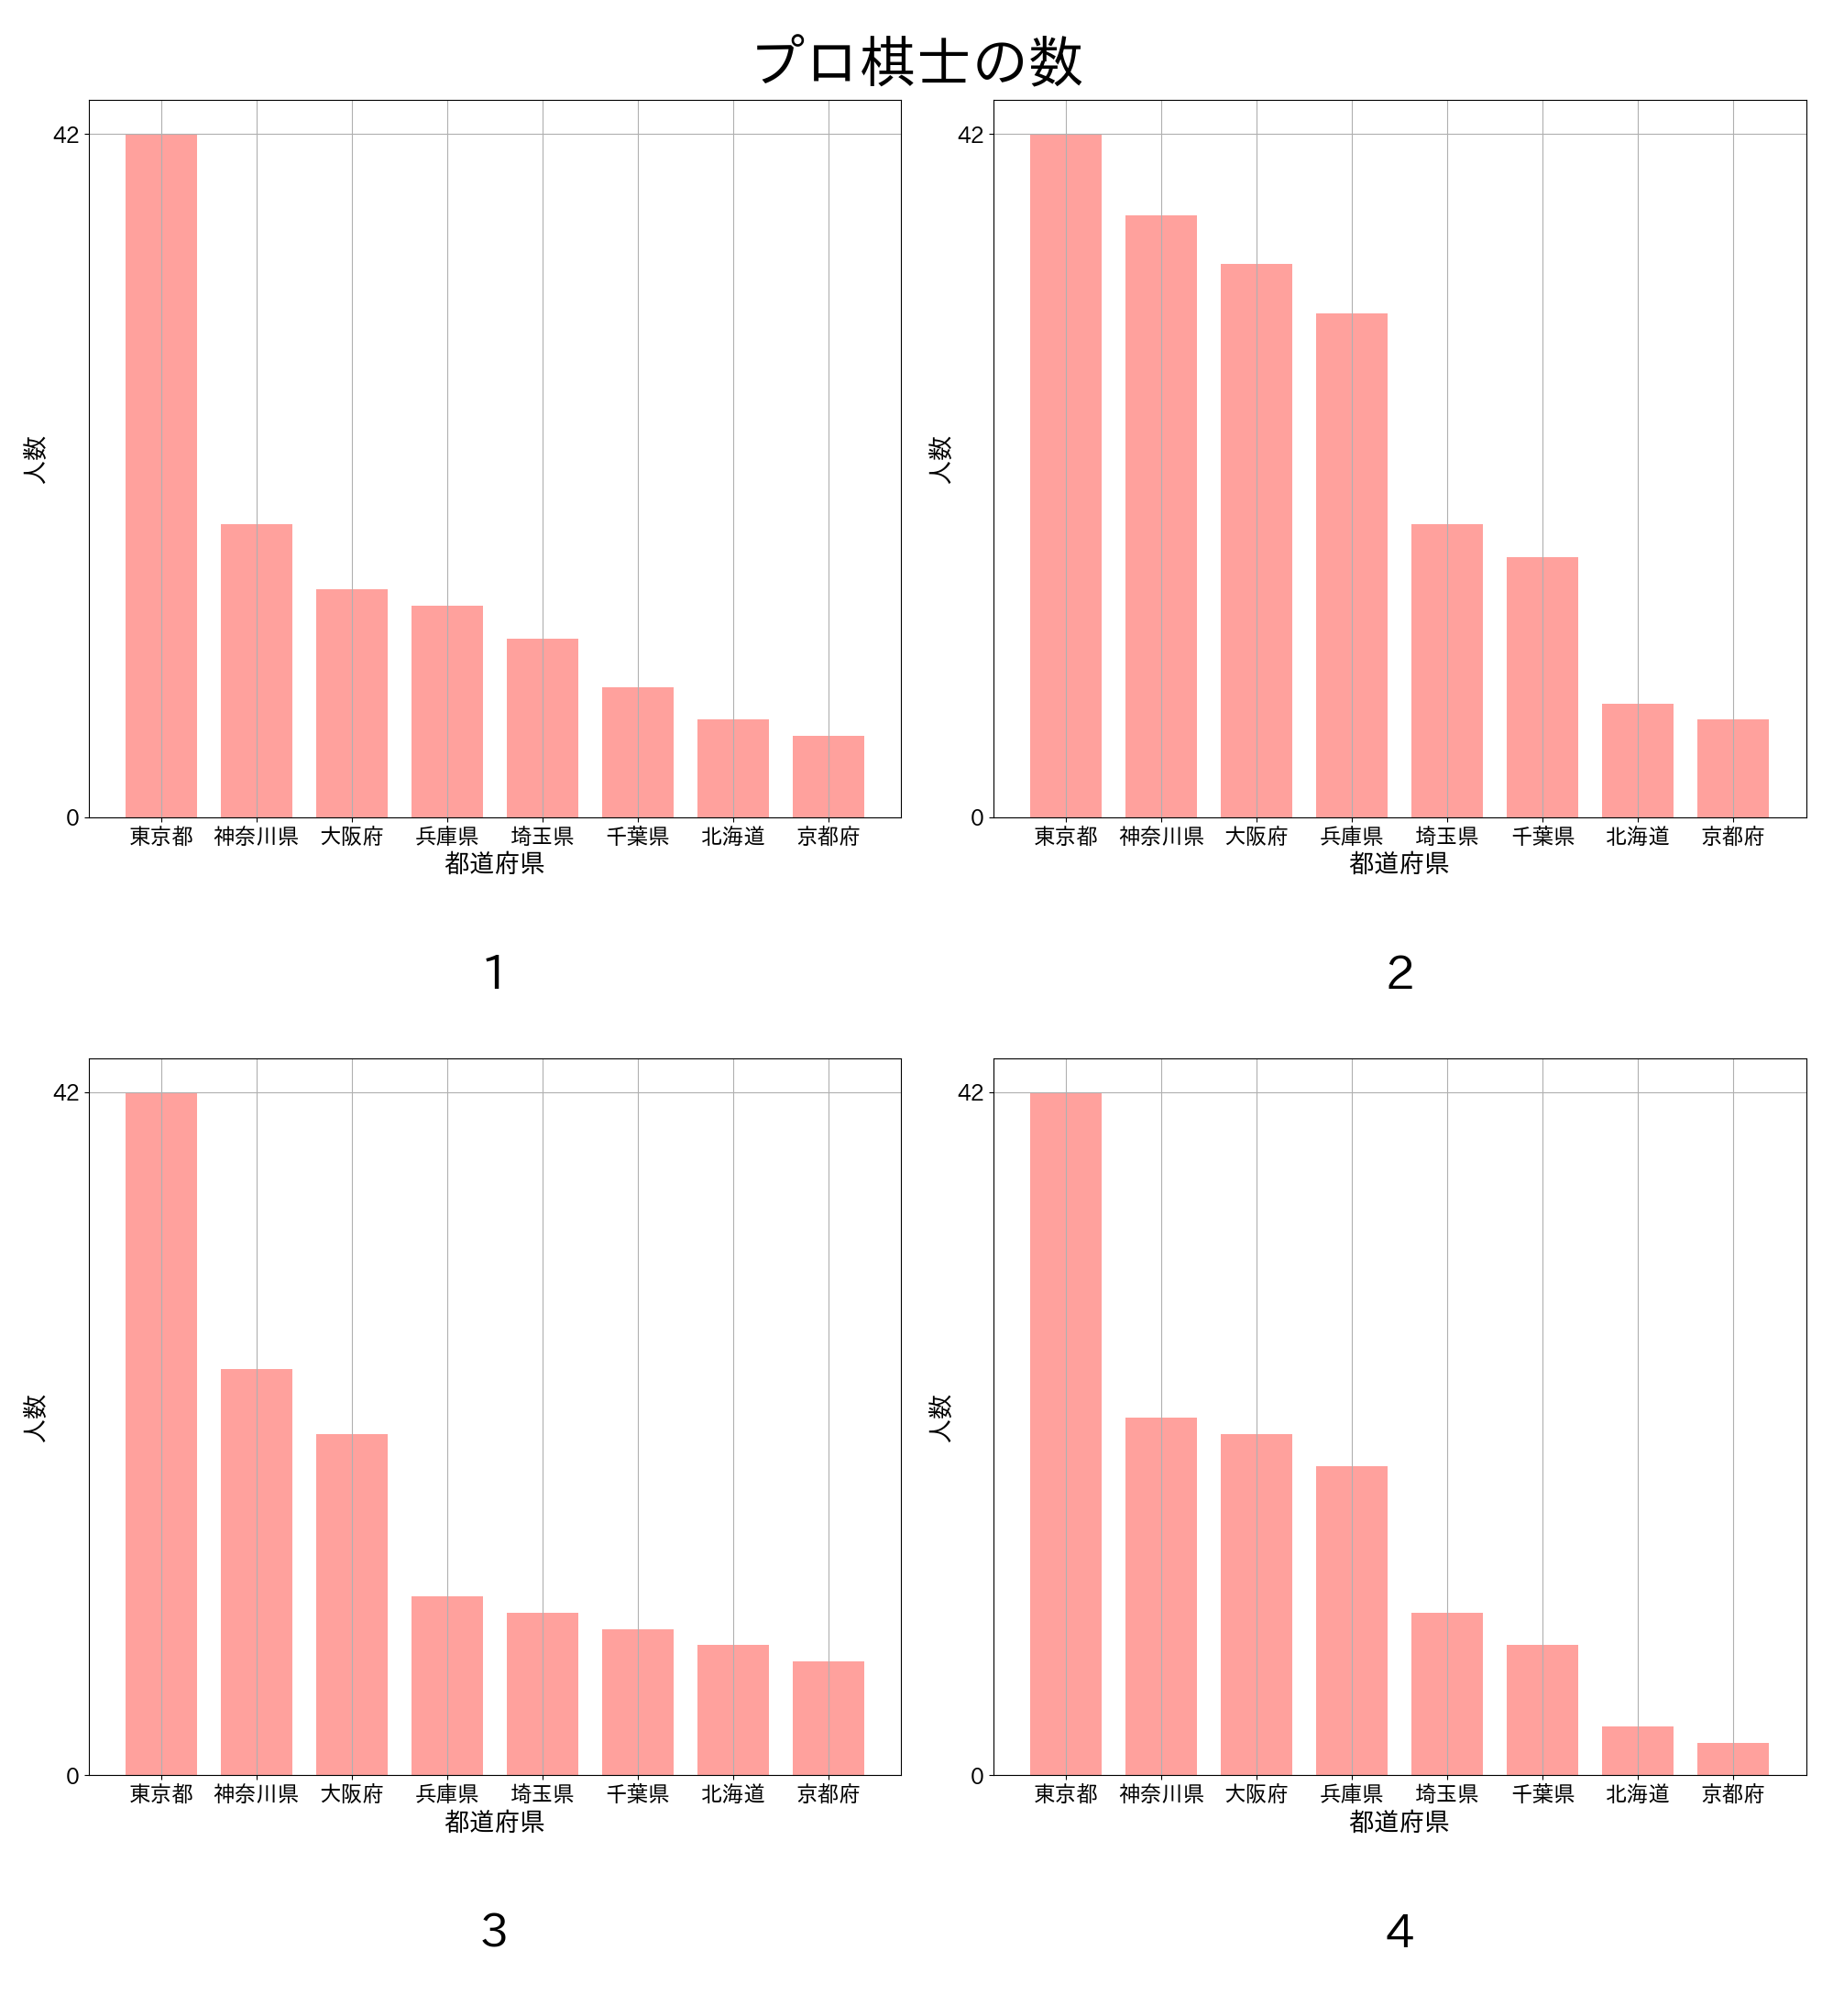 プロ棋士の数
42
0
人数
東京都 神奈川県 大阪府 兵庫県 埼玉県 千葉県 北海道 京都府
都道府県
1
42
0
人数
東京都 神奈川県 大阪府 兵庫県 埼玉県 千葉県 北海道 京都府
都道府県
2
42
0
人数
東京都 神奈川県 大阪府 兵庫県 埼玉県 千葉県 北海道 京都府
都道府県
3
42
0
人数
東京都 神奈川県 大阪府 兵庫県 埼玉県 千葉県 北海道 京都府
都道府県
4